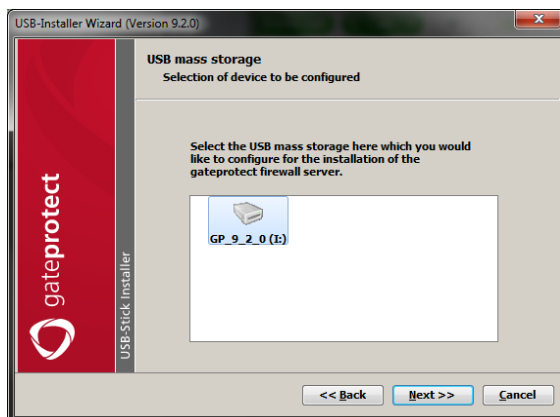 USB-Installer Wizard (Version 9.2.0)
USB mass storage
Selection of device to be configured
Select the USB mass storage here which you would
like to configure for the installation of the
gateprotect firewall server.
GP_9_2_0 (I:)
gateprotect
USB-Stick Installer
<< Back
Next >>
Cancel